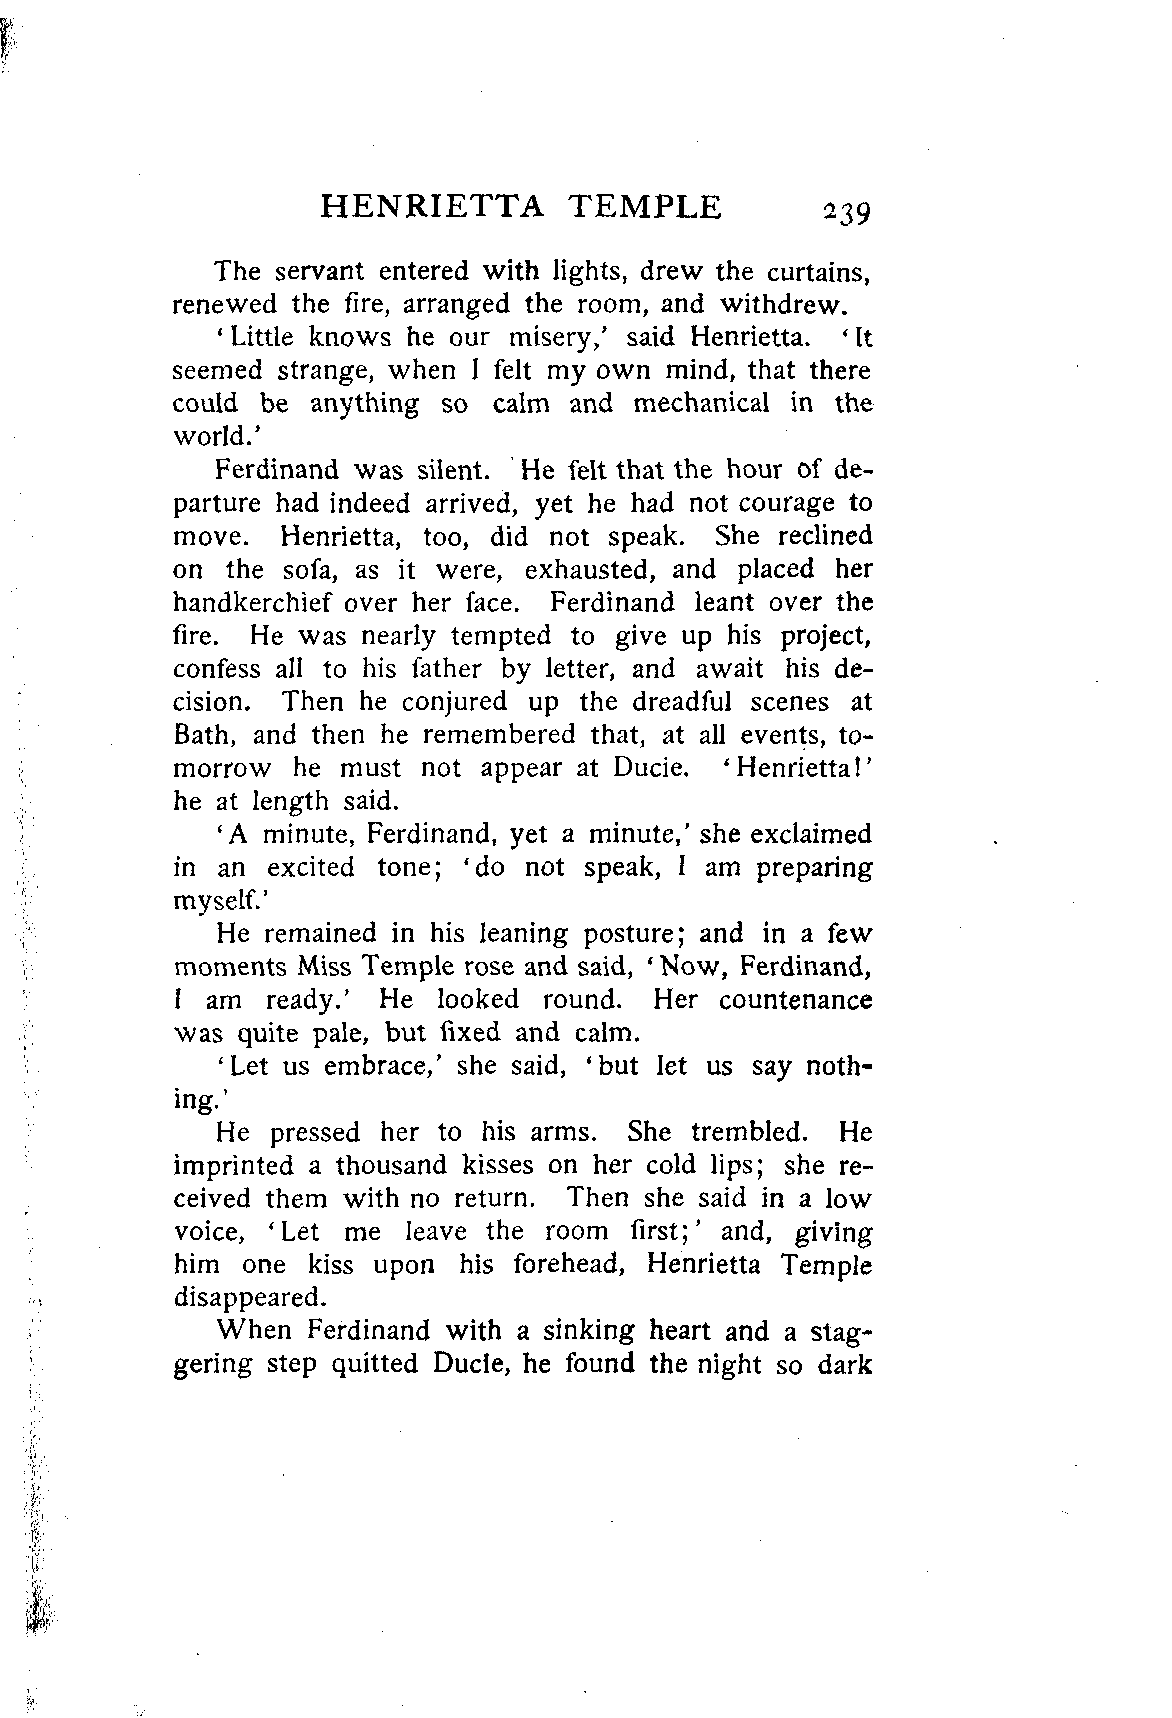 HENRIETTA TEMPLE 239
The servant entered with lights, drew the curtains,
renewed the fire, arranged the room, and withdrew.
‘Little knows he our misery,’ said Henrietta. ‘It
seemed strange, when I felt my own mind, that there
could be anything so calm and mechanical in the
world.’
Ferdinand was silent. He felt that the hour of de-
parture had indeed arrived, yet he had not courage to
move. Henrietta, too, did not speak. She reclined
on the sofa, as it were, exhausted, and placed her
handkerchief over her face. Ferdinand leant over the
fire. He was nearly tempted to give up his project,
confess all to his father by letter, and await his de-
cision. Then he conjured up the dreadful scenes at
Bath, and then he remembered that, at all events, to-
morrow he must not appear at Ducie. ‘Henrietta!’
he at length said.
‘A minute, Ferdinand, yet a minute,’ she exclaimed
in an excited tone; ‘do not speak, I am preparing
myself.’
He remained in his leaning posture; and in a few
moments Miss Temple rose and said, ‘Now, Ferdinand,
I am ready.’ He looked round. Her countenance
was quite pale, but fixed and calm.
‘Let us embrace,’ she said, ‘but let us say noth-
ing.’
He pressed her to his arms. She trembled. He
imprinted a thousand kisses on her cold lips; she re-
ceived them with no return. Then she said in a low
voice, ‘Let me leave the room first;’ and, giving
him one kiss upon his forehead, Henrietta Temple
disappeared.
When Ferdinand with a sinking heart and a stag-
gering step quitted Ducie, he found the night so dark